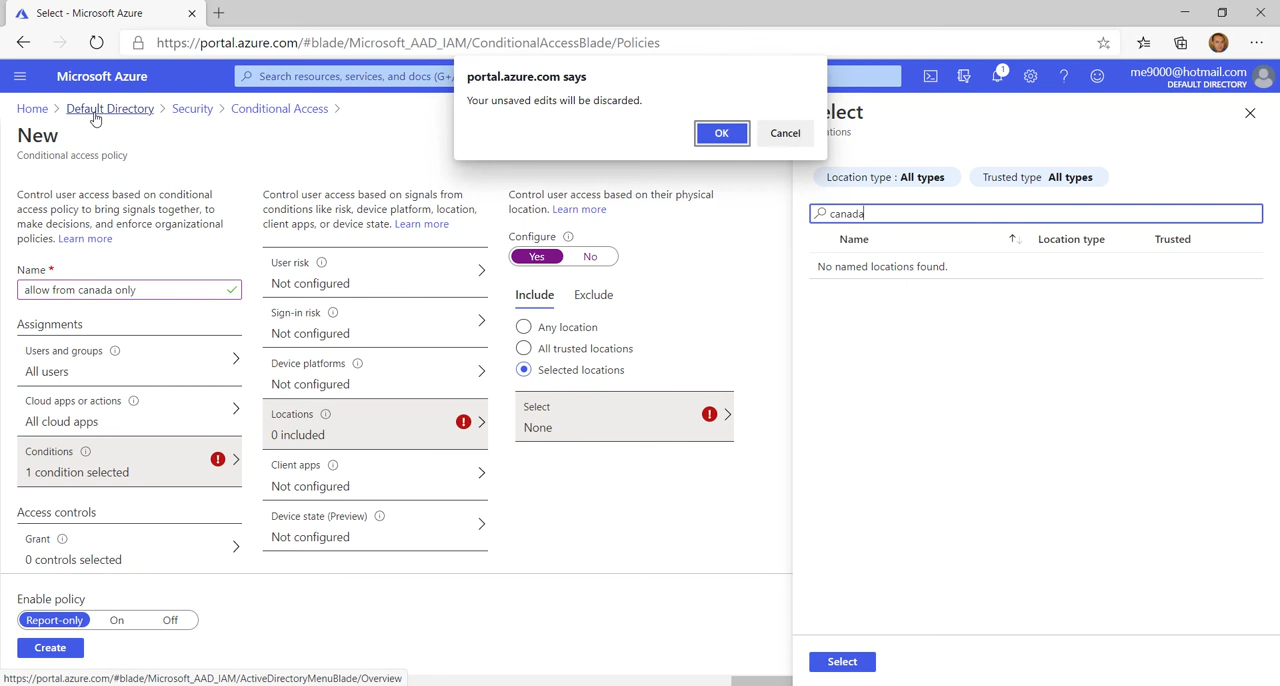 Select - Microsoft Azure
https://portal.azure.com/#blade/Microsoft_AAD_IAM/ConditionalAccessBlade/Policies
Microsoft Azure
Search resources, services, and docs (G+/
1
me9000@hotmail.com
DEFAULT DIRECTORY
portal.azure.com says
Your unsaved edits will be discarded.
OK
Cancel
Home > Default Directory > Security > Conditional Access >
New
Conditional access policy
Control user access based on conditional
access policy to bring signals together, to
make decisions, and enforce organizational
policies. Learn more
Name *
allow from canada only
Assignments
Users and groups
All users
Cloud apps or actions
All cloud apps
Conditions
1 condition selected
Access controls
Grant
0 controls selected
Enable policy
Report-only On Off
Create
Control user access based on signals from
conditions like risk, device platform, location,
client apps, or device state. Learn more
User risk
Not configured
Sign-in risk
Not configured
Device platforms
Not configured
Locations
0 included
Client apps
Not configured
Device state (Preview)
Not configured
Control user access based on their physical
location. Learn more
Configure
Yes No
Include Exclude
Any location
All trusted locations
Selected locations
Select
None
elect
ations
Location type : All types
Trusted type All types
canada
Name Location type Trusted
No named locations found.
Select
https://portal.azure.com/#blade/Microsoft_AAD_IAM/ActiveDirectoryMenuBlade/Overview